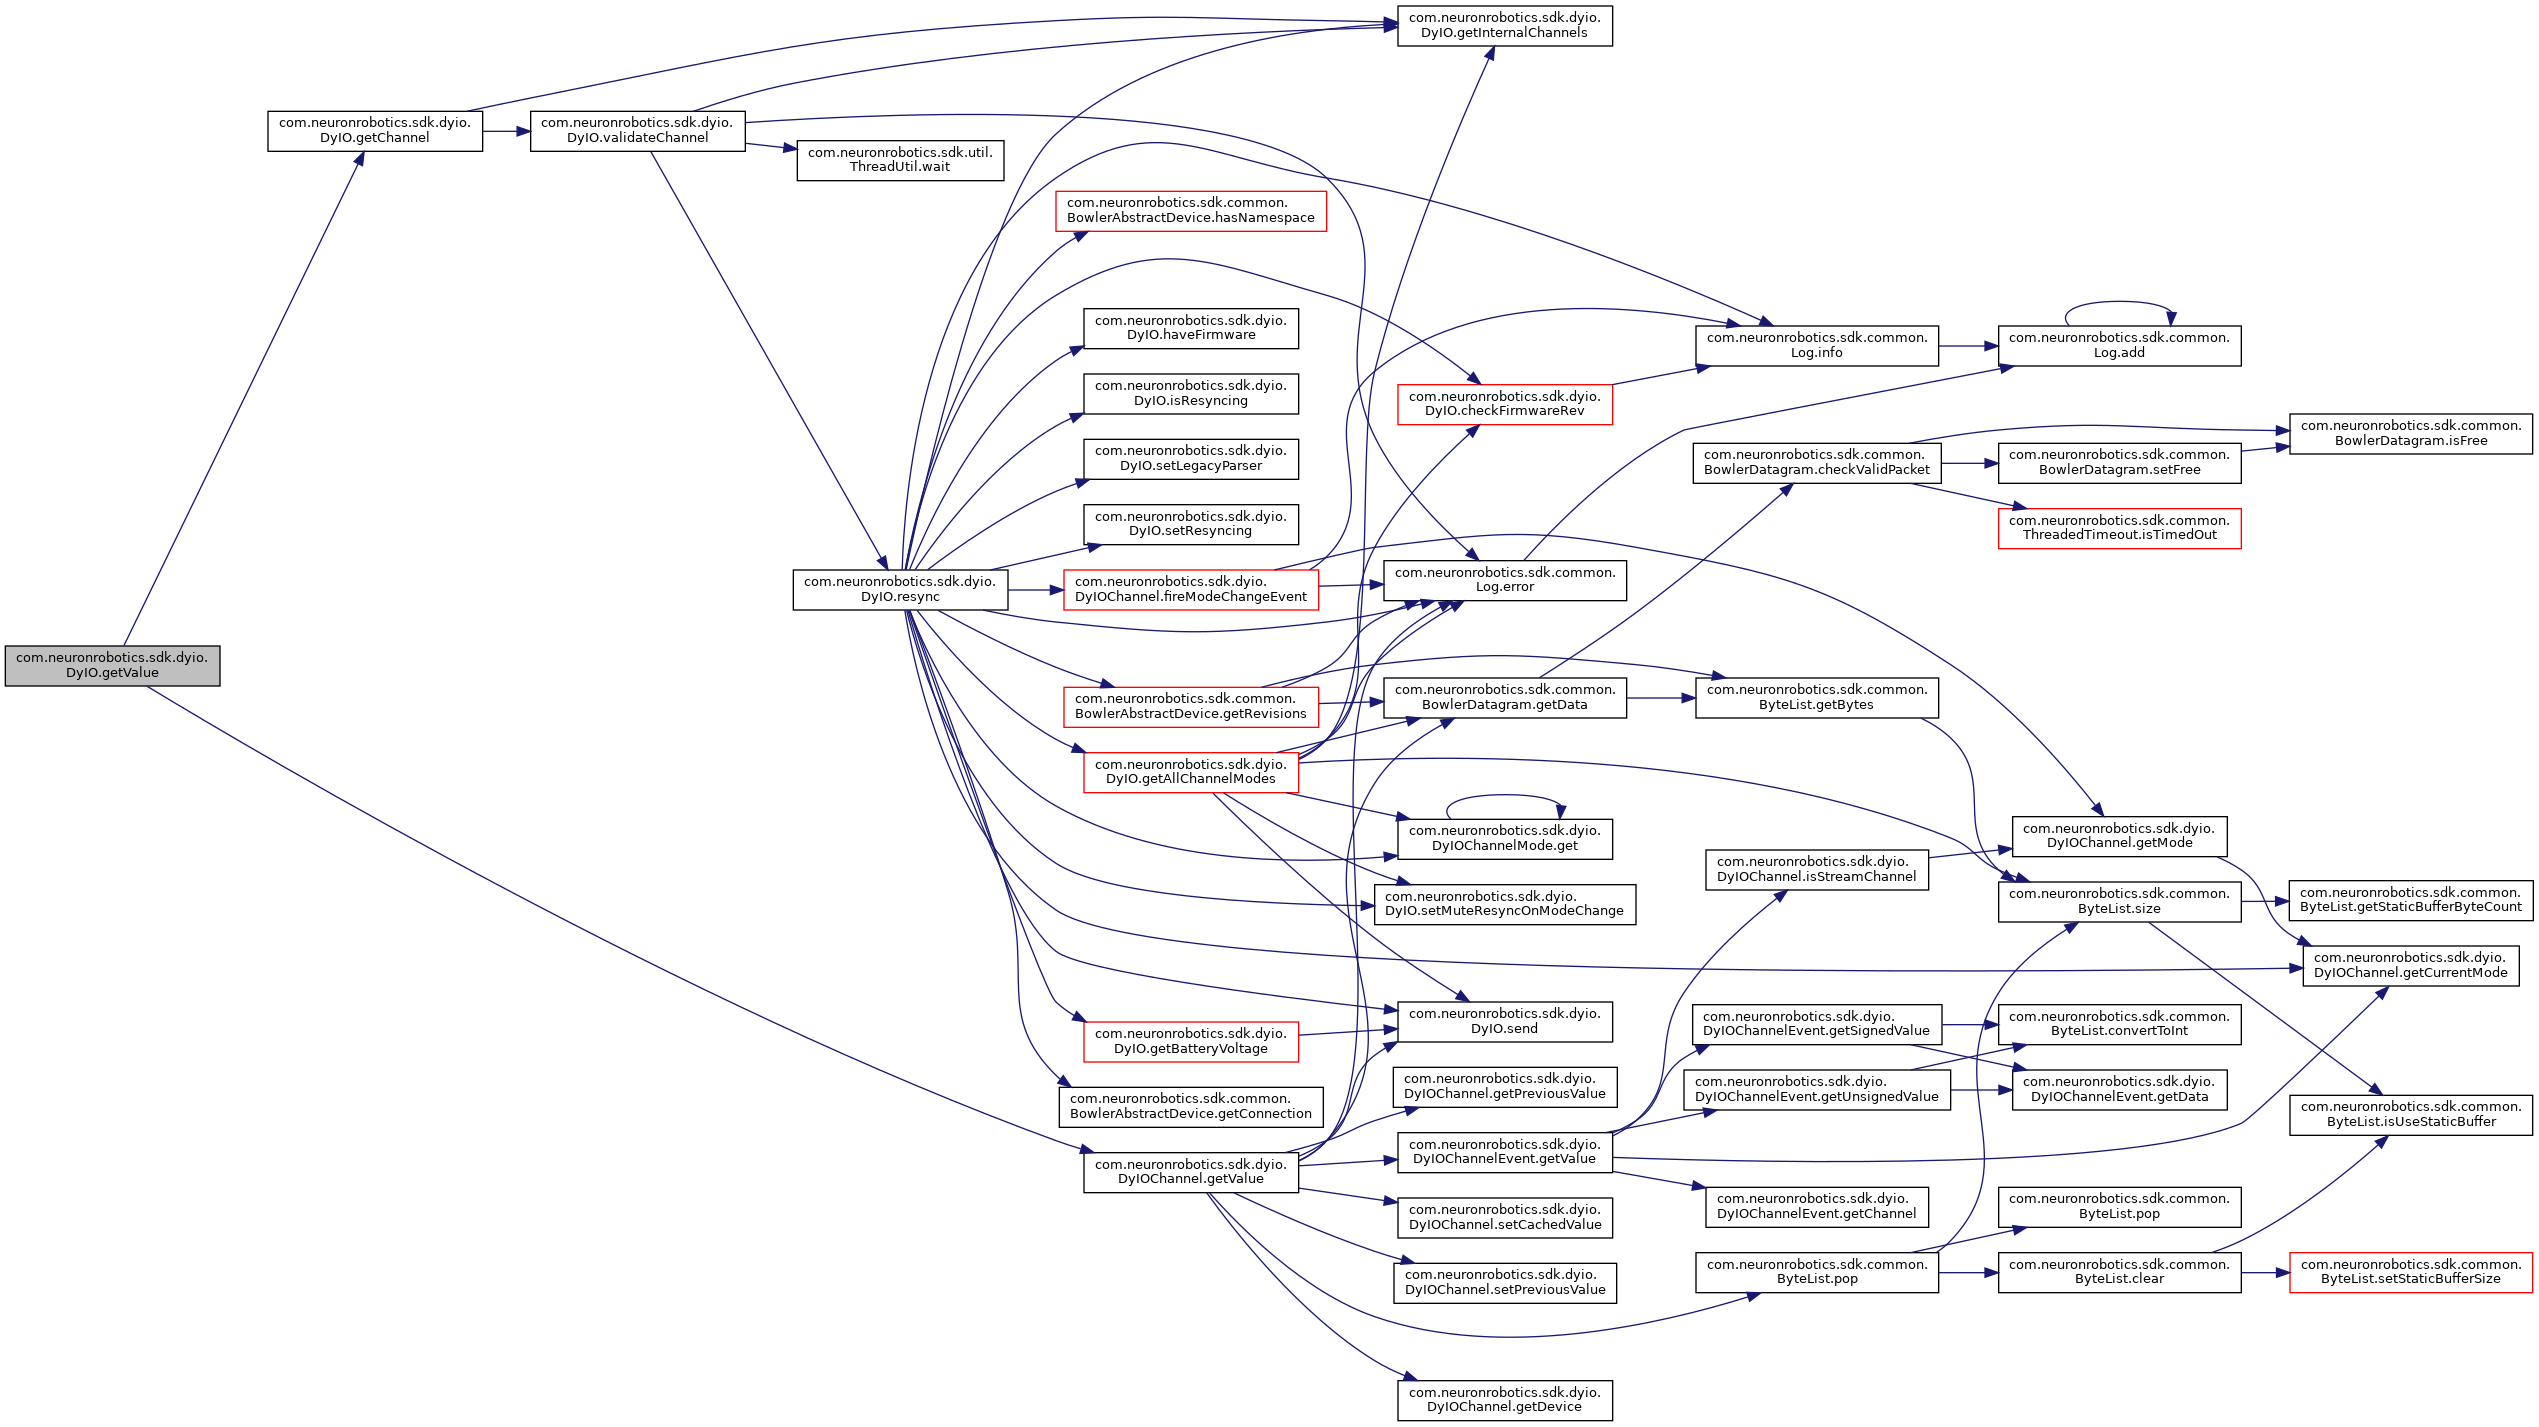 com.neuronrobotics.sdk.dyio.
DyIO.getValue
com.neuronrobotics.sdk.dyio.
DyIO.getChannel
com.neuronrobotics.sdk.dyio.
DyIO.validateChannel
com.neuronrobotics.sdk.util.
ThreadUtil.wait
com.neuronrobotics.sdk.dyio.
DyIO.resync
com.neuronrobotics.sdk.common.
BowlerAbstractDevice.hasNamespace
com.neuronrobotics.sdk.dyio.
DyIO.haveFirmware
com.neuronrobotics.sdk.dyio.
DyIO.isResyncing
com.neuronrobotics.sdk.dyio.
DyIO.setLegacyParser
com.neuronrobotics.sdk.dyio.
DyIO.setResyncing
com.neuronrobotics.sdk.dyio.
DyIOChannel.fireModeChangeEvent
com.neuronrobotics.sdk.common.
BowlerAbstractDevice.getRevisions
com.neuronrobotics.sdk.dyio.
DyIO.getAllChannelModes
com.neuronrobotics.sdk.dyio.
DyIO.getBatteryVoltage
com.neuronrobotics.sdk.common.
BowlerAbstractDevice.getConnection
com.neuronrobotics.sdk.dyio.
DyIOChannel.getValue
com.neuronrobotics.sdk.dyio.
DyIO.getInternalChannels
com.neuronrobotics.sdk.dyio.
DyIO.checkFirmwareRev
com.neuronrobotics.sdk.common.
Log.error
com.neuronrobotics.sdk.common.
BowlerDatagram.getData
com.neuronrobotics.sdk.dyio.
DyIOChannelMode.get
com.neuronrobotics.sdk.dyio.
DyIO.setMuteResyncOnModeChange
com.neuronrobotics.sdk.dyio.
DyIO.send
com.neuronrobotics.sdk.dyio.
DyIOChannel.getPreviousValue
com.neuronrobotics.sdk.dyio.
DyIOChannelEvent.getValue
com.neuronrobotics.sdk.dyio.
DyIOChannel.setCachedValue
com.neuronrobotics.sdk.dyio.
DyIOChannel.setPreviousValue
com.neuronrobotics.sdk.dyio.
DyIOChannel.getDevice
com.neuronrobotics.sdk.common.
Log.info
com.neuronrobotics.sdk.common.
BowlerDatagram.checkValidPacket
com.neuronrobotics.sdk.common.
ByteList.getBytes
com.neuronrobotics.sdk.dyio.
DyIOChannel.isStreamChannel
com.neuronrobotics.sdk.dyio.
DyIOChannelEvent.getSignedValue
com.neuronrobotics.sdk.dyio.
DyIOChannelEvent.getUnsignedValue
com.neuronrobotics.sdk.dyio.
DyIOChannelEvent.getChannel
com.neuronrobotics.sdk.common.
ByteList.pop
com.neuronrobotics.sdk.common.
Log.add
com.neuronrobotics.sdk.common.
BowlerDatagram.setFree
com.neuronrobotics.sdk.common.
ThreadedTimeout.isTimedOut
com.neuronrobotics.sdk.dyio.
DyIOChannel.getMode
com.neuronrobotics.sdk.common.
ByteList.size
com.neuronrobotics.sdk.common.
ByteList.convertToInt
com.neuronrobotics.sdk.dyio.
DyIOChannelEvent.getData
com.neuronrobotics.sdk.common.
ByteList.pop
com.neuronrobotics.sdk.common.
ByteList.clear
com.neuronrobotics.sdk.common.
BowlerDatagram.isFree
com.neuronrobotics.sdk.common.
ByteList.getStaticBufferByteCount
com.neuronrobotics.sdk.dyio.
DyIOChannel.getCurrentMode
com.neuronrobotics.sdk.common.
ByteList.isUseStaticBuffer
com.neuronrobotics.sdk.common.
ByteList.setStaticBufferSize